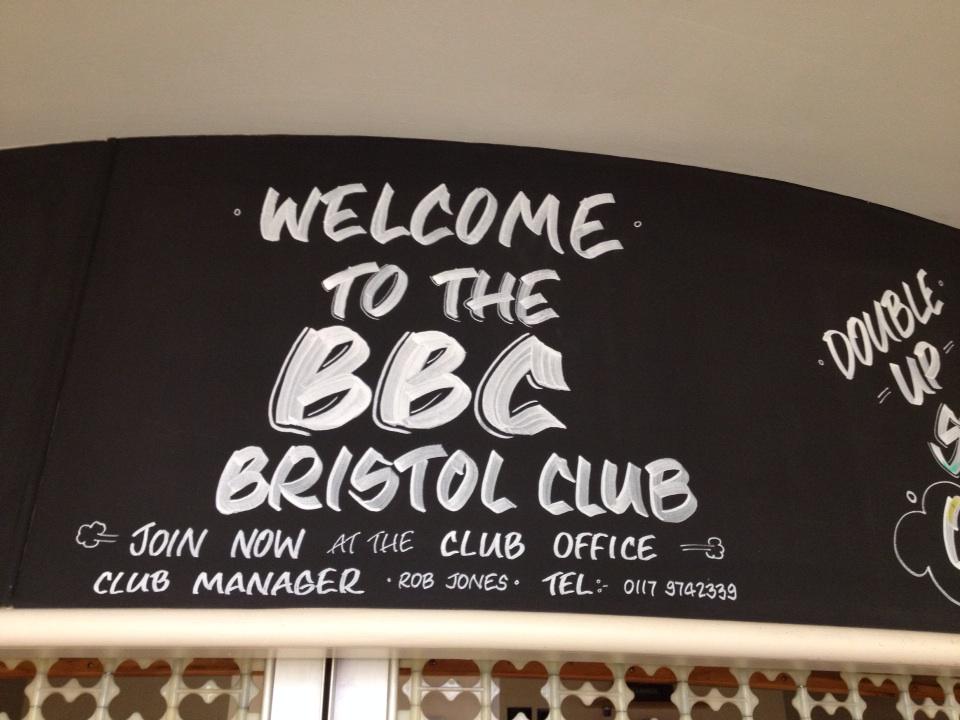 WELCOME
TO THE
BBC
BRISTOL CLUB
JOIN NOW AT THE CLUB OFFICE
CLUB MANAGER · ROB JONES · TEL:- 0117 9742339
DOUBLE
UP